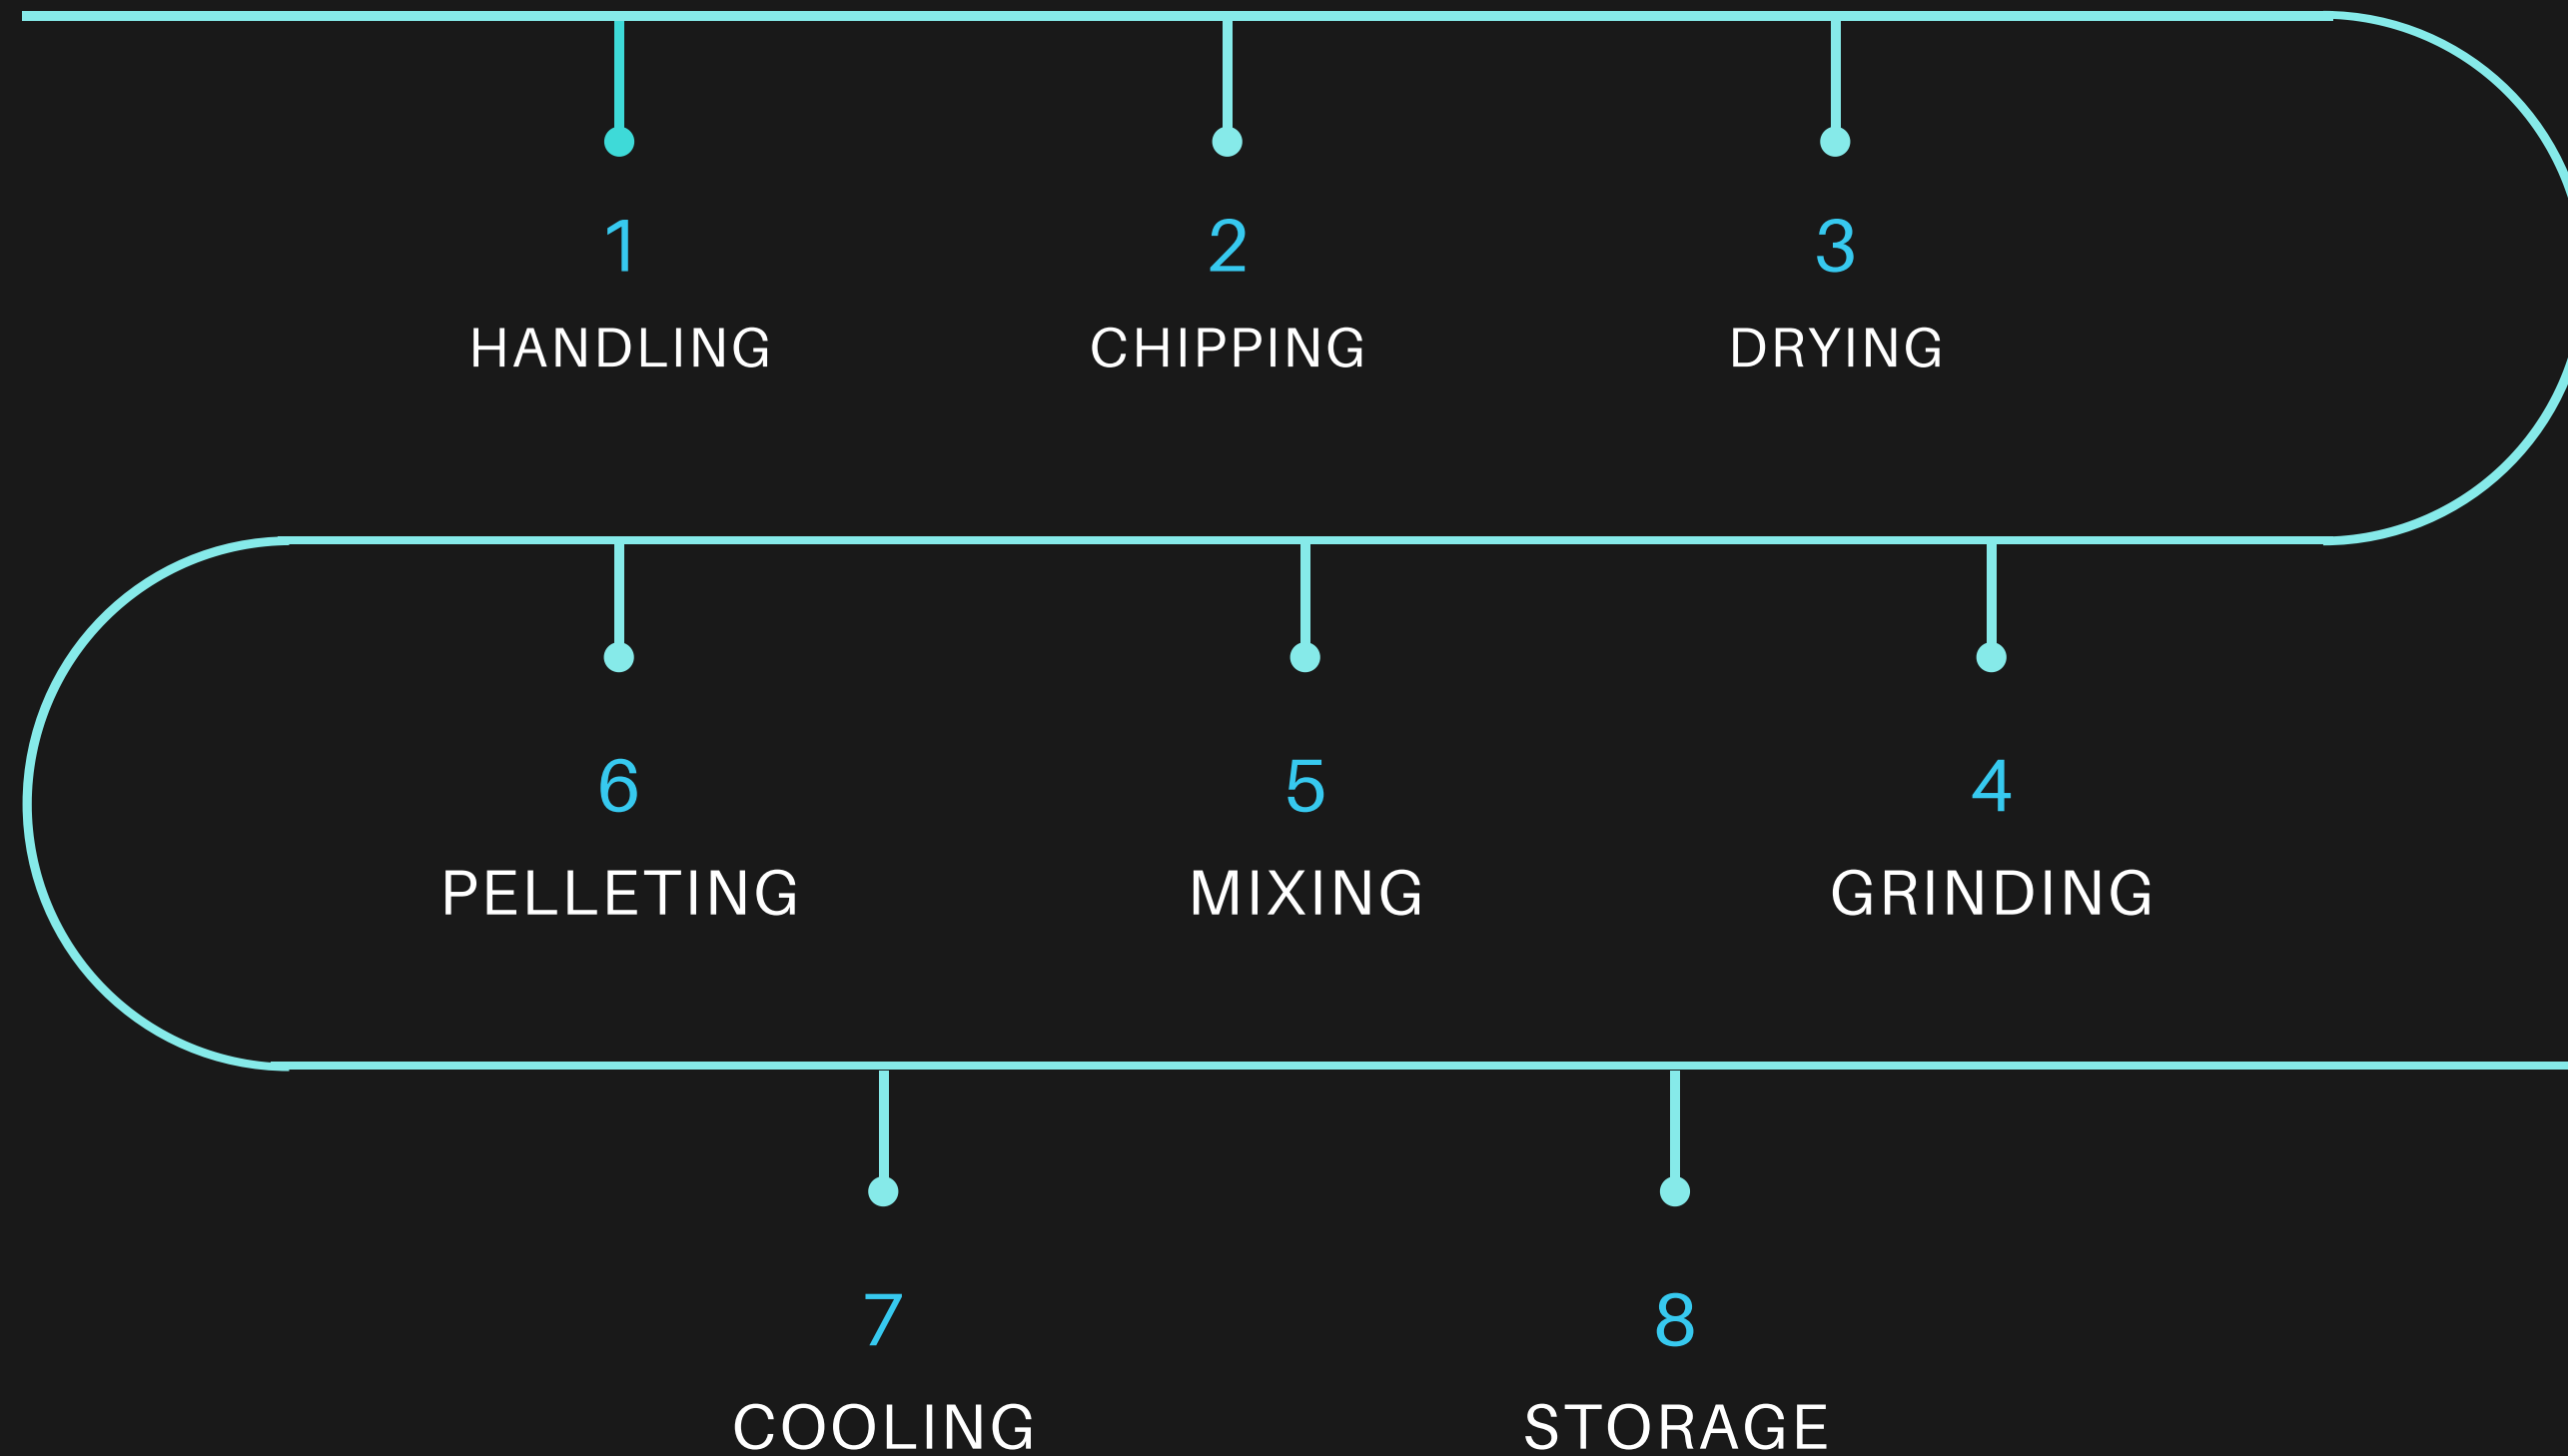 1
HANDLING
2
CHIPPING
3
DRYING
4
GRINDING
5
MIXING
6
PELLETING
7
COOLING
8
STORAGE